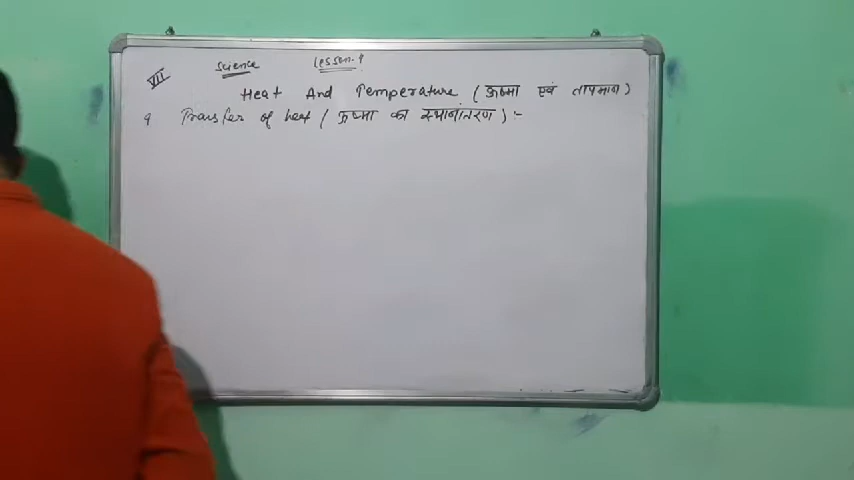 VII Science Lesson-9
Heat And Temperature (ऊष्मा एवं तापमान)
9 Transfer of heat (ऊष्मा का स्थानांतरण) :-